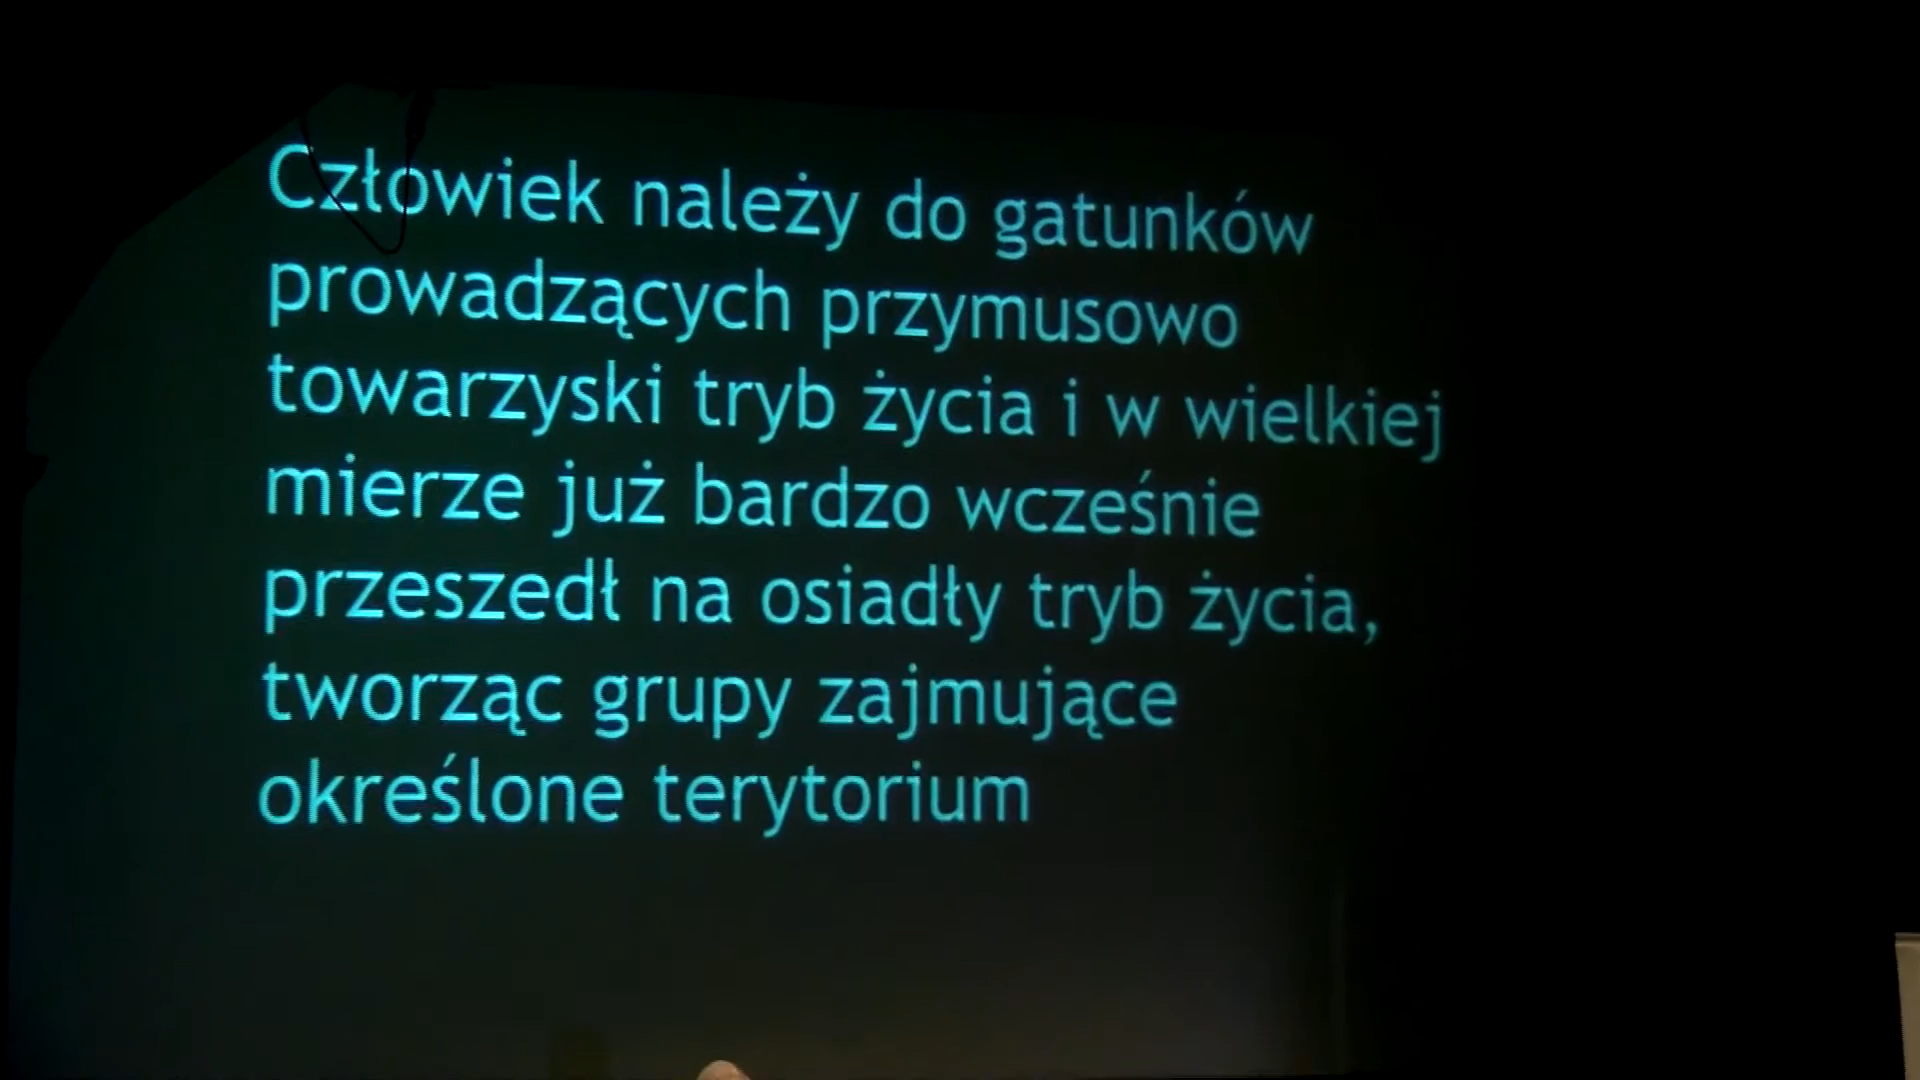 Człowiek należy do gatunków
prowadzących przymusowo
towarzyski tryb życia i w wielkiej
mierze już bardzo wcześnie
przeszedł na osiadły tryb życia,
tworząc grupy zajmujące
określone terytorium